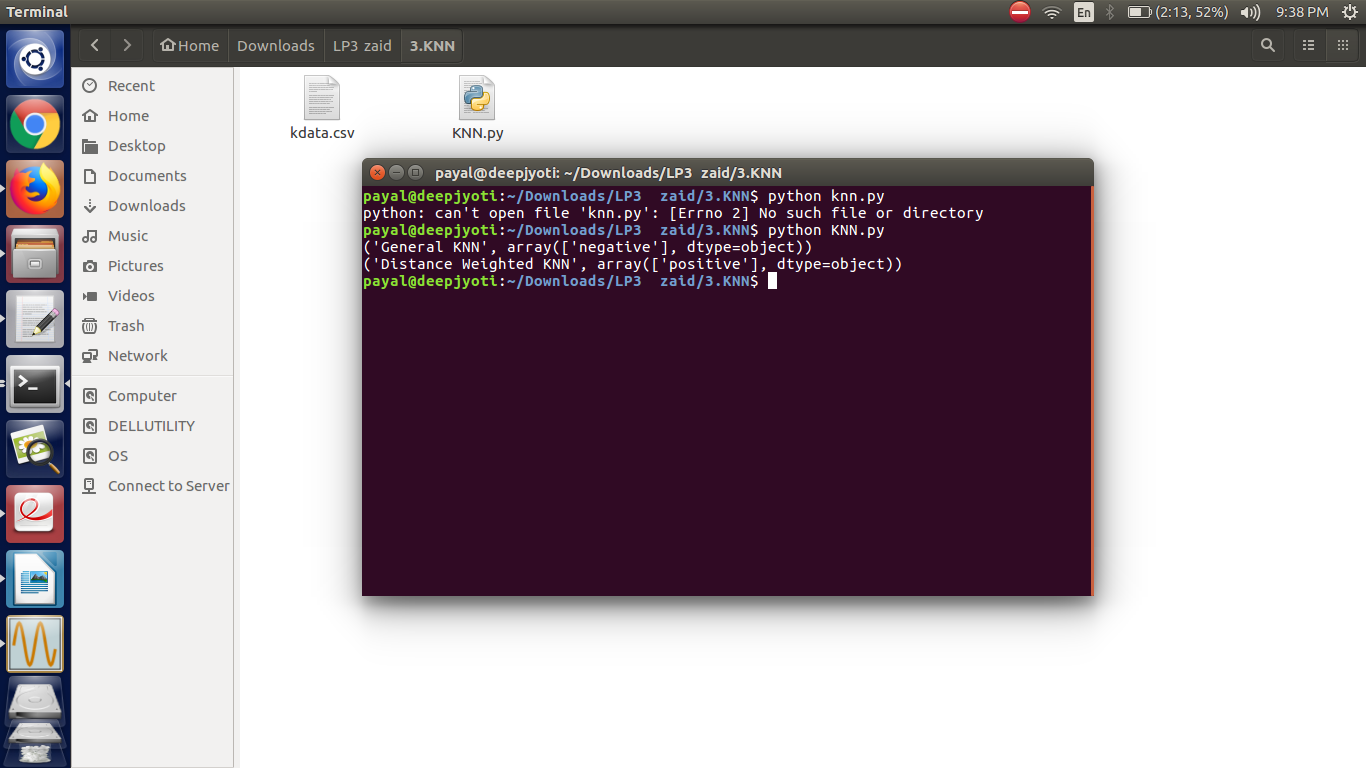 Terminal
En
(2:13, 52%)
9:38 PM
Home
Downloads
LP3 zaid
3.KNN
Recent
Home
Desktop
Documents
Downloads
Music
Pictures
Videos
Trash
Network
Computer
DELLUTILITY
OS
Connect to Server
kdata.csv
KNN.py
payal@deepjyoti: ~/Downloads/LP3  zaid/3.KNN
payal@deepjyoti:~/Downloads/LP3  zaid/3.KNN$ python knn.py
python: can't open file 'knn.py': [Errno 2] No such file or directory
payal@deepjyoti:~/Downloads/LP3  zaid/3.KNN$ python KNN.py
('General KNN', array(['negative'], dtype=object))
('Distance Weighted KNN', array(['positive'], dtype=object))
payal@deepjyoti:~/Downloads/LP3  zaid/3.KNN$